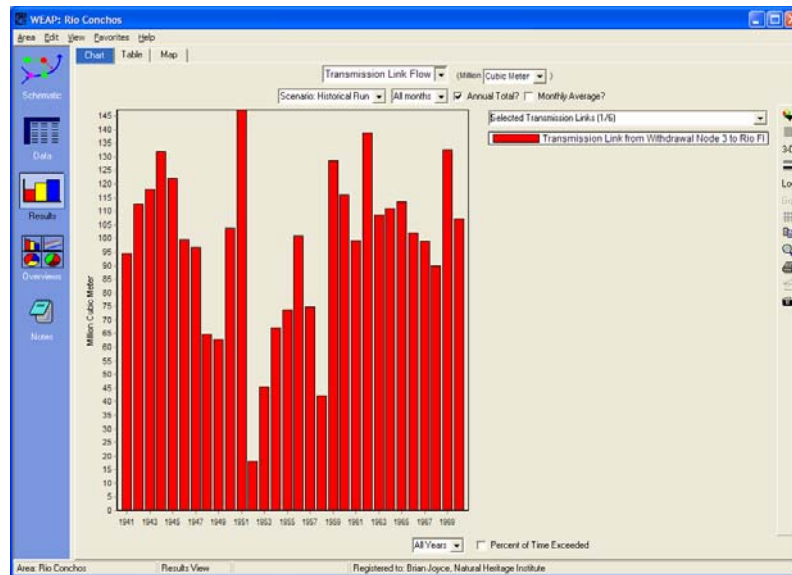 WEAP: Rio Conchos
Area Edit View Favorites Help
Chart Table Map
Transmission Link Flow (Million Cubic Meter )
Scenario: Historical Run All months Annual Total? Monthly Average?
Selected Transmission Links (1/6)
Transmission Link from Withdrawal Node 3 to Rio Fl
Schematic
Data
Results
Overviews
Notes
3-D
Lo
Million Cubic Meter
145
140
135
130
125
120
115
110
105
100
95
90
85
80
75
70
65
60
55
50
45
40
35
30
25
20
15
10
5
0
1941 1943 1945 1947 1949 1951 1953 1955 1957 1959 1961 1963 1965 1967 1969
All Years Percent of Time Exceeded
Area: Rio Conchos Results View Registered to: Brian Joyce, Natural Heritage Institute